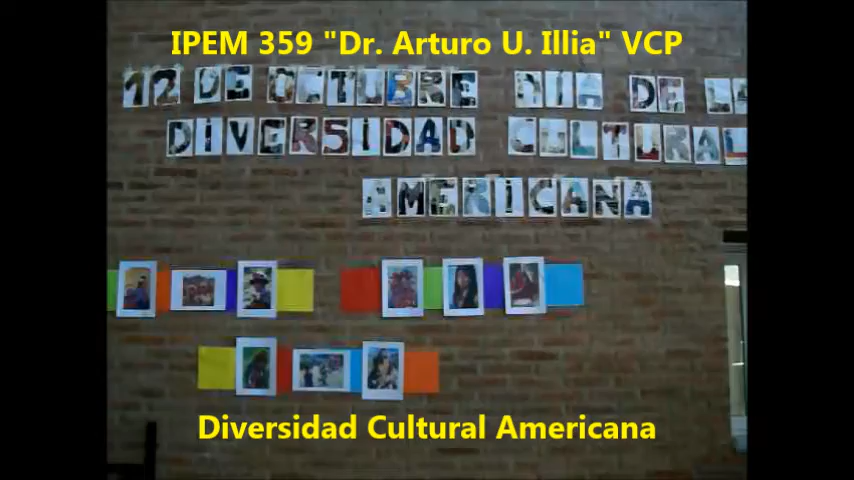 IPEM 359 "Dr. Arturo U. Illia" VCP
12 DE OCTUBRE DIA DE LA
DIVERSIDAD CULTURAL
AMERICANA
Diversidad Cultural Americana